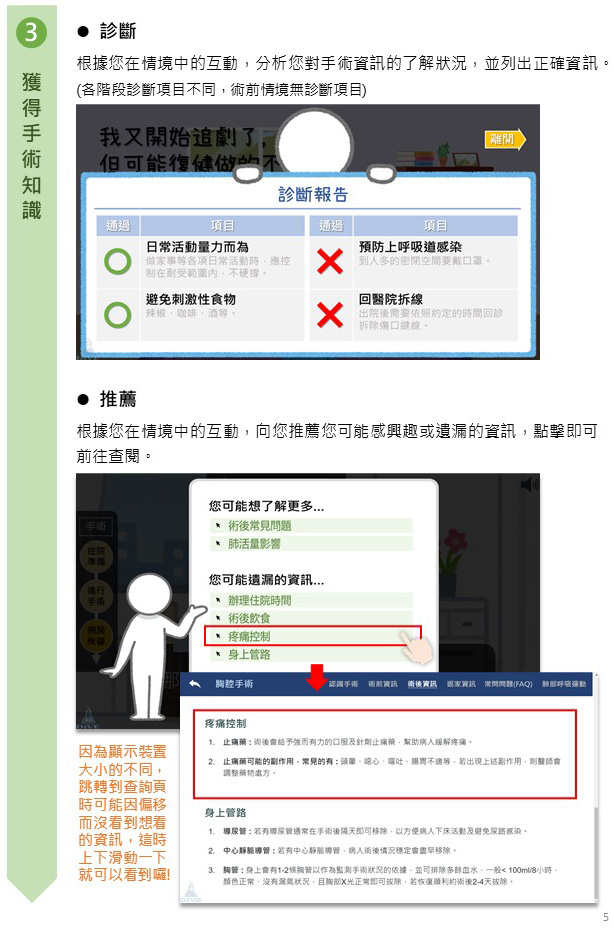 3
獲得手術知識
● 診斷
根據您在情境中的互動，分析您對手術資訊的了解狀況，並列出正確資訊。
(各階段診斷項目不同，術前情境無診斷項目)
我又開始追劇了,
但可能復健做的不
離開
診斷報告
通過 項目 通過 項目
日常活動量力而為
做家事等各項日常活動時，應控
制在耐受範圍內，不硬撐。
預防上呼吸道感染
到人多的密閉空間要戴口罩。
避免刺激性食物
辣椒、咖啡、酒等。
回醫院拆線
出院後需要依照約定的時間回診
拆除傷口縫線。
● 推薦
根據您在情境中的互動，向您推薦您可能感興趣或遺漏的資訊，點擊即可
前往查閱。
手術
住院
準備
進行
手術
病房
恢復
您可能想了解更多...
術後常見問題
肺活量影響
您可能遺漏的資訊...
辦理住院時間
術後飲食
疼痛控制
身上管路
胸腔手術 認識手術 術前資訊 術後資訊 返家資訊 常問問題(FAQ) 肺部呼吸運動
疼痛控制
1. 止痛藥：術後會給予強而有力的口服及針劑止痛藥，幫助病人緩解疼痛。
2. 止痛藥可能的副作用，常見的有：頭暈、噁心、嘔吐、腸胃不適等，若出現上述副作用，則醫師會
調整藥物處方。
身上管路
1. 導尿管：若有導尿管通常在手術後隔天即可移除，以方便病人下床活動及避免尿路感染。
2. 中心靜脈導管：若有中心靜脈導管，病人術後情況穩定會盡早移除。
3. 胸管：身上會有1-2條胸管以作為監測手術狀況的依據，並可排除多餘血水，一般< 100ml/8小時，
顏色正常、沒有漏氣狀況，且胸部X光正常即可拔除，若恢復順利約術後2-4天拔除。
因為顯示裝置
大小的不同，
跳轉到查詢頁
時可能因偏移
而沒看到想看
的資訊，這時
上下滑動一下
就可以看到囉!
5